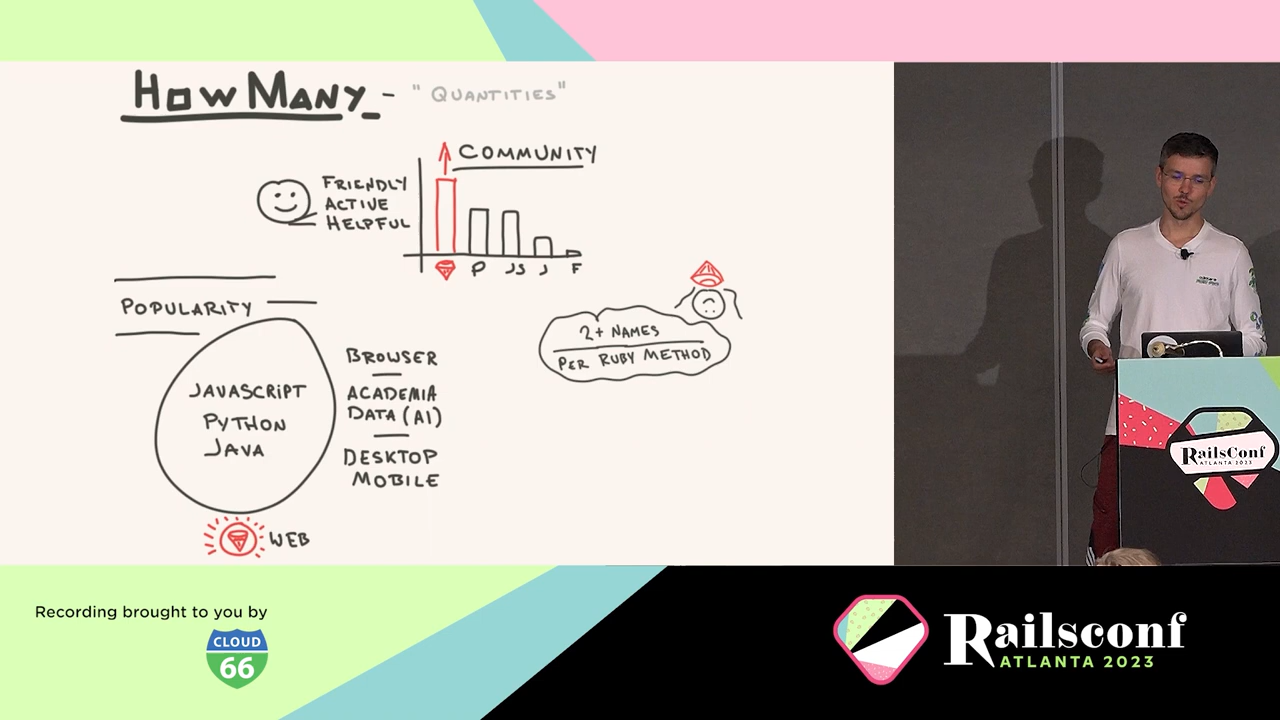 HOW MANY - "QUANTITIES"
COMMUNITY
FRIENDLY
ACTIVE
HELPFUL
P JS J F
POPULARITY
JAVASCRIPT
PYTHON
JAVA
BROWSER
ACADEMIA
DATA (AI)
DESKTOP
MOBILE
WEB
2+ NAMES
PER RUBY METHOD
RailsConf
ATLANTA 2023
Recording brought to you by
CLOUD
66
Railsconf
ATLANTA 2023